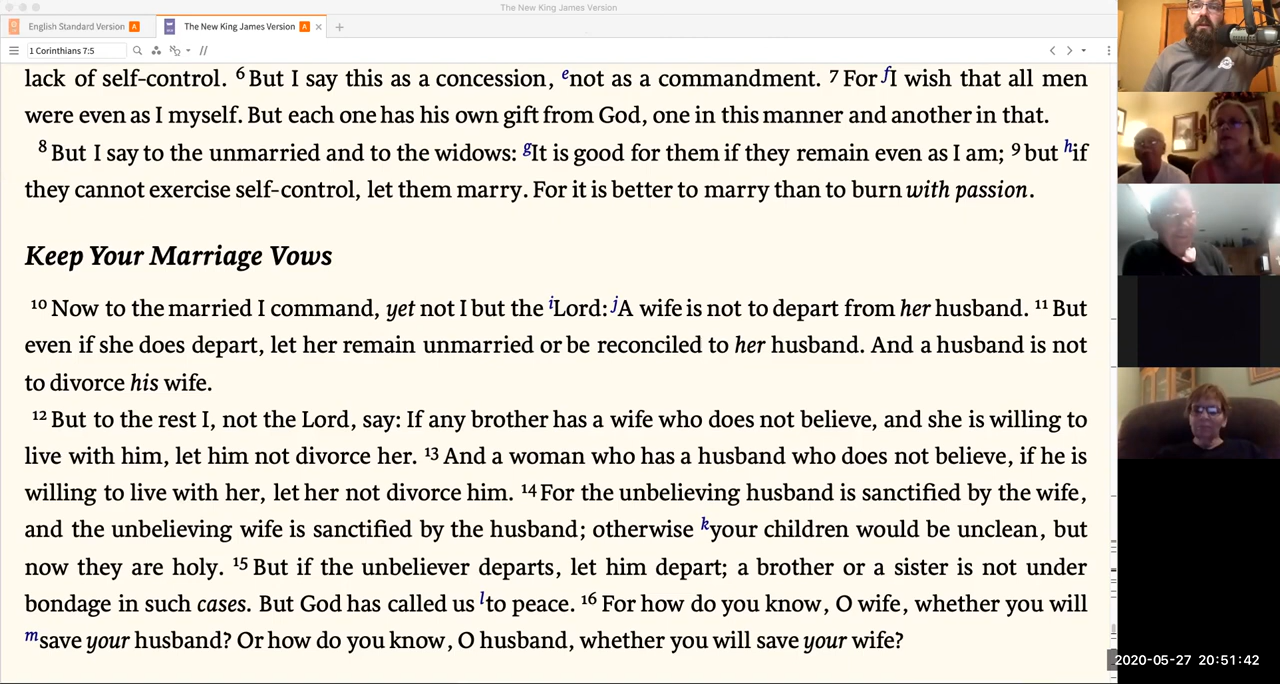 The New King James Version
English Standard Version A
The New King James Version A
1 Corinthians 7:5
lack of self-control. 6 But I say this as a concession, e not as a commandment. 7 For f I wish that all men
were even as I myself. But each one has his own gift from God, one in this manner and another in that.
8 But I say to the unmarried and to the widows: g It is good for them if they remain even as I am; 9 but h if
they cannot exercise self-control, let them marry. For it is better to marry than to burn with passion.
Keep Your Marriage Vows
10 Now to the married I command, yet not I but the i Lord: j A wife is not to depart from her husband. 11 But
even if she does depart, let her remain unmarried or be reconciled to her husband. And a husband is not
to divorce his wife.
12 But to the rest I, not the Lord, say: If any brother has a wife who does not believe, and she is willing to
live with him, let him not divorce her. 13 And a woman who has a husband who does not believe, if he is
willing to live with her, let her not divorce him. 14 For the unbelieving husband is sanctified by the wife,
and the unbelieving wife is sanctified by the husband; otherwise k your children would be unclean, but
now they are holy. 15 But if the unbeliever departs, let him depart; a brother or a sister is not under
bondage in such cases. But God has called us l to peace. 16 For how do you know, O wife, whether you will
m save your husband? Or how do you know, O husband, whether you will save your wife?
2020-05-27 20:51:42